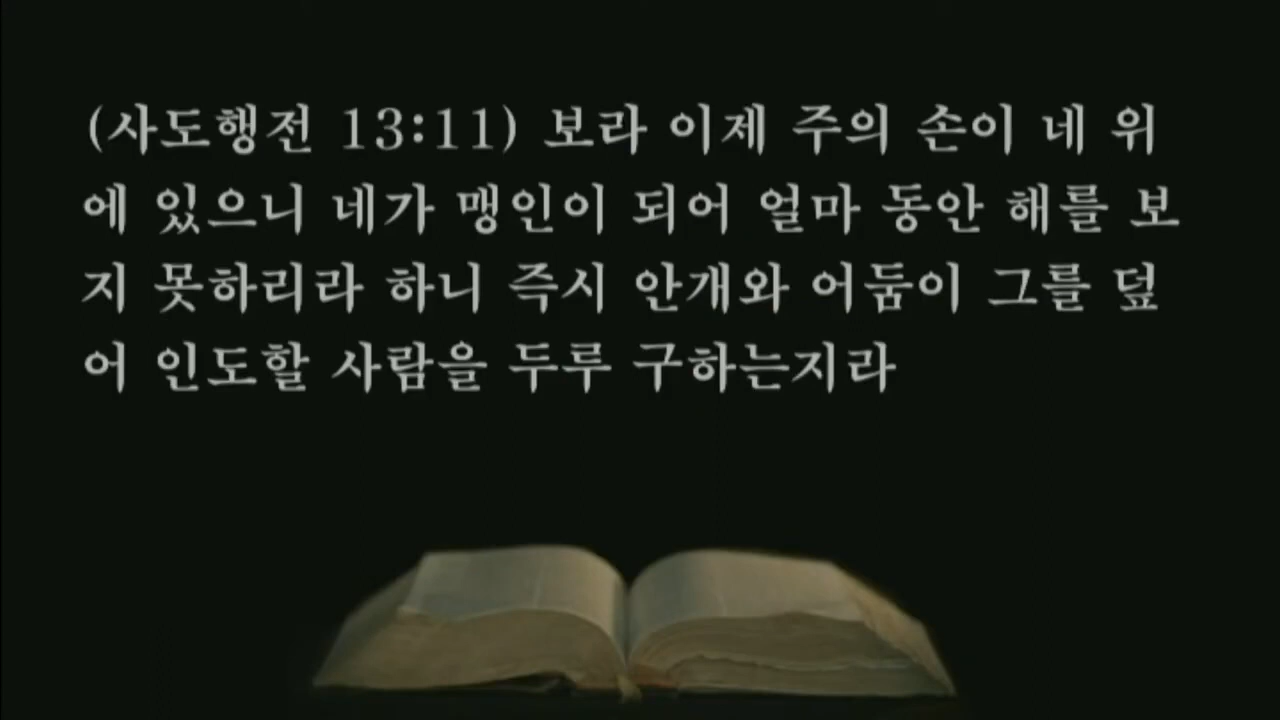 (사도행전 13:11) 보라 이제 주의 손이 네 위
에 있으니 네가 맹인이 되어 얼마 동안 해를 보
지 못하리라 하니 즉시 안개와 어둠이 그를 덮
어 인도할 사람을 두루 구하는지라